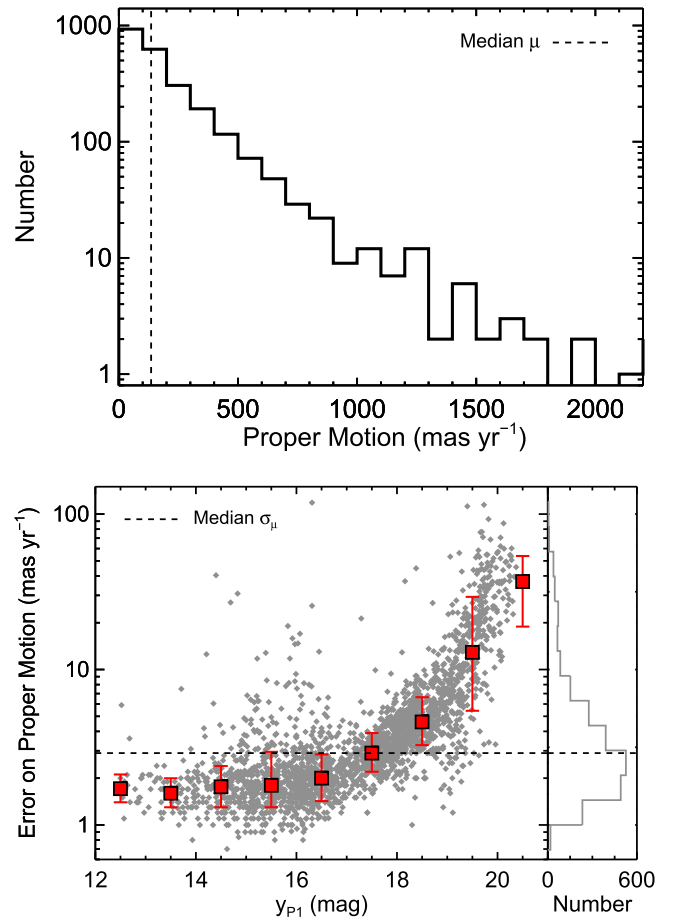 1000
100
10
1
Number
Median μ
0 500 1000 1500 2000
Proper Motion (mas yr⁻¹)
100
10
1
Error on Proper Motion (mas yr⁻¹)
Median σμ
12 14 16 18 20
0 600
yP1 (mag)
Number